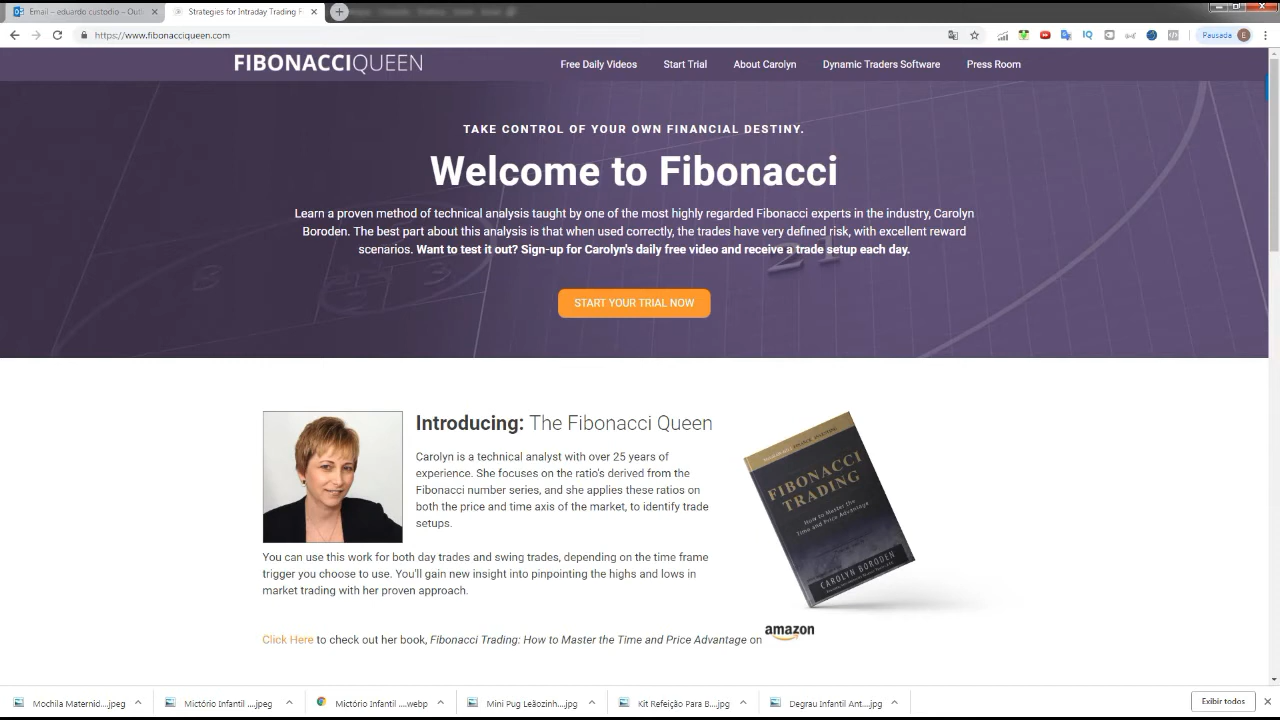 Email – eduardo custodio – Outl
Strategies for Intraday Trading F
https://www.fibonacciqueen.com
IQ
Pausada
E
FIBONACCIQUEEN
Free Daily Videos
Start Trial
About Carolyn
Dynamic Traders Software
Press Room
TAKE CONTROL OF YOUR OWN FINANCIAL DESTINY.
Welcome to Fibonacci
Learn a proven method of technical analysis taught by one of the most highly regarded Fibonacci experts in the industry, Carolyn
Boroden. The best part about this analysis is that when used correctly, the trades have very defined risk, with excellent reward
scenarios. Want to test it out? Sign-up for Carolyn's daily free video and receive a trade setup each day.
8
3
21
START YOUR TRIAL NOW
Introducing: The Fibonacci Queen
Carolyn is a technical analyst with over 25 years of
experience. She focuses on the ratio's derived from the
Fibonacci number series, and she applies these ratios on
both the price and time axis of the market, to identify trade
setups.
You can use this work for both day trades and swing trades, depending on the time frame
trigger you choose to use. You'll gain new insight into pinpointing the highs and lows in
market trading with her proven approach.
FIBONACCI
TRADING
How to Master the
Time and Price Advantage
CAROLYN BORODEN
Click Here to check out her book, Fibonacci Trading: How to Master the Time and Price Advantage on
amazon
Mochila Maternid....jpeg
Mictório Infantil ....jpeg
Mictório Infantil ....webp
Mini Pug Leãozinh....jpg
Kit Refeição Para B....jpg
Degrau Infantil Ant....jpg
Exibir todos